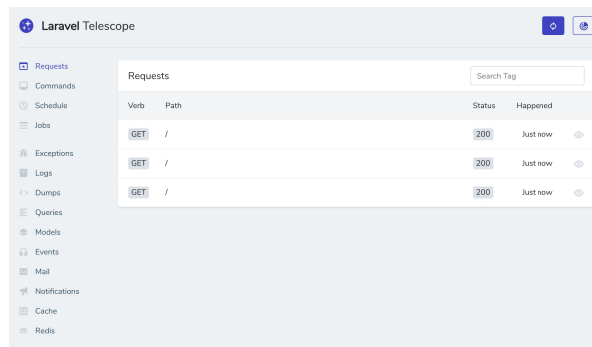 Laravel Telescope
Requests
Commands
Schedule
Jobs
Exceptions
Logs
Dumps
Queries
Models
Events
Mail
Notifications
Cache
Redis
Requests
Search Tag
Verb Path Status Happened
GET / 200 Just now
GET / 200 Just now
GET / 200 Just now